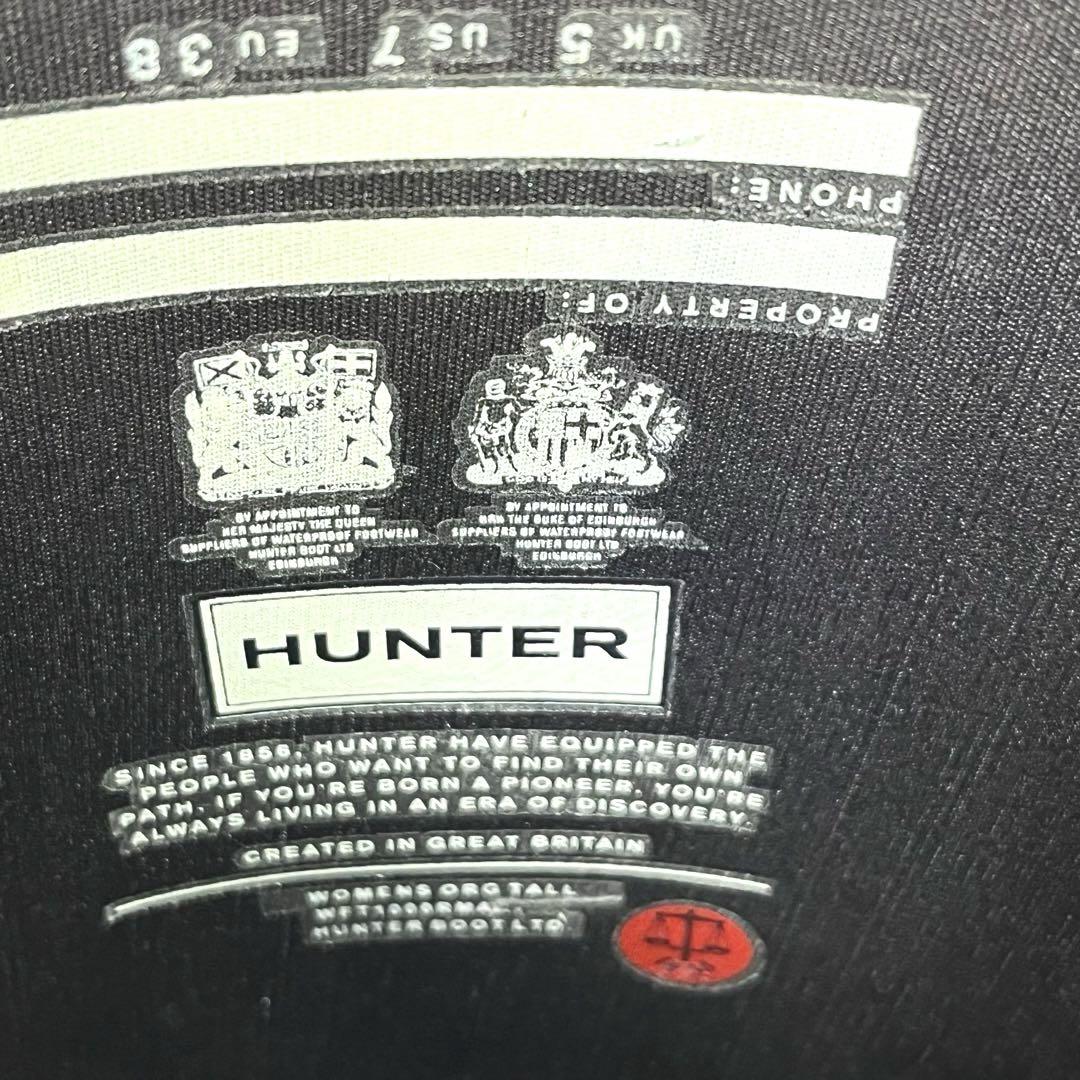 UK 5 US 7 EU 38
PHONE:
PROPERTY OF:
BY APPOINTMENT TO
HER MAJESTY THE QUEEN
SUPPLIERS OF WATERPROOF FOOTWEAR
HUNTER BOOT LTD
EDINBURGH
BY APPOINTMENT TO
HRH THE DUKE OF EDINBURGH
SUPPLIERS OF WATERPROOF FOOTWEAR
HUNTER BOOT LTD
EDINBURGH
HUNTER
SINCE 1856, HUNTER HAVE EQUIPPED THE
PEOPLE WHO WANT TO FIND THEIR OWN
PATH. IF YOU'RE BORN A PIONEER, YOU'RE
ALWAYS LIVING IN AN ERA OF DISCOVERY.
CREATED IN GREAT BRITAIN
WOMENS ORG TALL
HUNTER BOOT LTD.